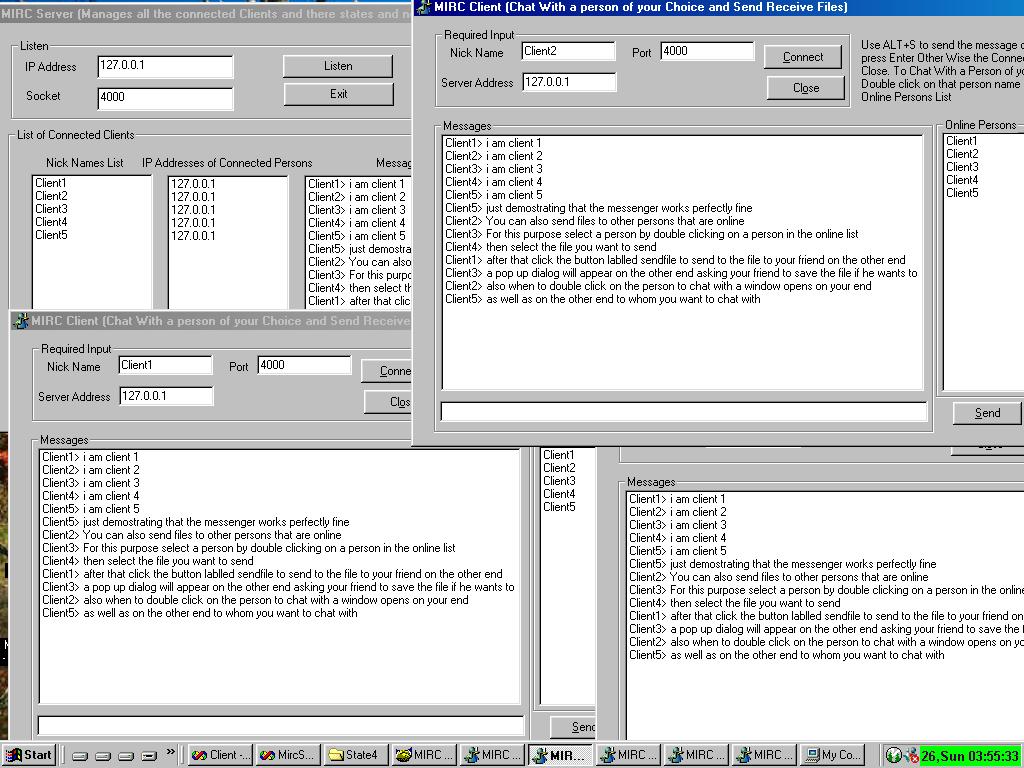 MIRC Server (Manages all the connected Clients and there states and
Listen
IP Address 127.0.0.1 Listen
Socket 4000 Exit
List of Connected Clients
Nick Names List IP Addresses of Connected Persons Messag
Client1 127.0.0.1 Client1> i am client 1
Client2 127.0.0.1 Client2> i am client 2
Client3 127.0.0.1 Client3> i am client 3
Client4 127.0.0.1 Client4> i am client 4
Client5 127.0.0.1 Client5> i am client 5
Client5> just demostra
Client2> You can also
Client3> For this purpo
Client4> then select th
Client1> after that clic
MIRC Client (Chat With a person of your Choice and Send Receive Files)
Required Input
Nick Name Client2 Port 4000 Connect
Server Address 127.0.0.1 Close
Use ALT+S to send the message
press Enter Other Wise the Conne
Close. To Chat With a Person of yo
Double click on that person name
Online Persons List
Messages
Client1> i am client 1
Client2> i am client 2
Client3> i am client 3
Client4> i am client 4
Client5> i am client 5
Client5> just demostrating that the messenger works perfectly fine
Client2> You can also send files to other persons that are online
Client3> For this purpose select a person by double clicking on a person in the online list
Client4> then select the file you want to send
Client1> after that click the button lablled sendfile to send to the file to your friend on the other end
Client3> a pop up dialog will appear on the other end asking your friend to save the file if he wants to
Client2> also when to double click on the person to chat with a window opens on your end
Client5> as well as on the other end to whom you want to chat with
Online Persons
Client1
Client2
Client3
Client4
Client5
Send
MIRC Client (Chat With a person of your Choice and Send Receive
Required Input
Nick Name Client1 Port 4000 Conne
Server Address 127.0.0.1 Clos
Messages
Client1> i am client 1
Client2> i am client 2
Client3> i am client 3
Client4> i am client 4
Client5> i am client 5
Client5> just demostrating that the messenger works perfectly fine
Client2> You can also send files to other persons that are online
Client3> For this purpose select a person by double clicking on a person in the online list
Client4> then select the file you want to send
Client1> after that click the button lablled sendfile to send to the file to your friend on the other end
Client3> a pop up dialog will appear on the other end asking your friend to save the file if he wants to
Client2> also when to double click on the person to chat with a window opens on your end
Client5> as well as on the other end to whom you want to chat with
Client1
Client2
Client3
Client4
Client5
Send
Messages
Client1> i am client 1
Client2> i am client 2
Client3> i am client 3
Client4> i am client 4
Client5> i am client 5
Client5> just demostrating that the messenger works perfectly fine
Client2> You can also send files to other persons that are online
Client3> For this purpose select a person by double clicking on a person in the online
Client4> then select the file you want to send
Client1> after that click the button lablled sendfile to send to the file to your friend on
Client3> a pop up dialog will appear on the other end asking your friend to save the f
Client2> also when to double click on the person to chat with a window opens on yo
Client5> as well as on the other end to whom you want to chat with
Start Client -... MircS... State4 MIRC ... MIRC ... MIR... MIRC ... MIRC ... MIRC ... My Co... 26,Sun 03:55:33